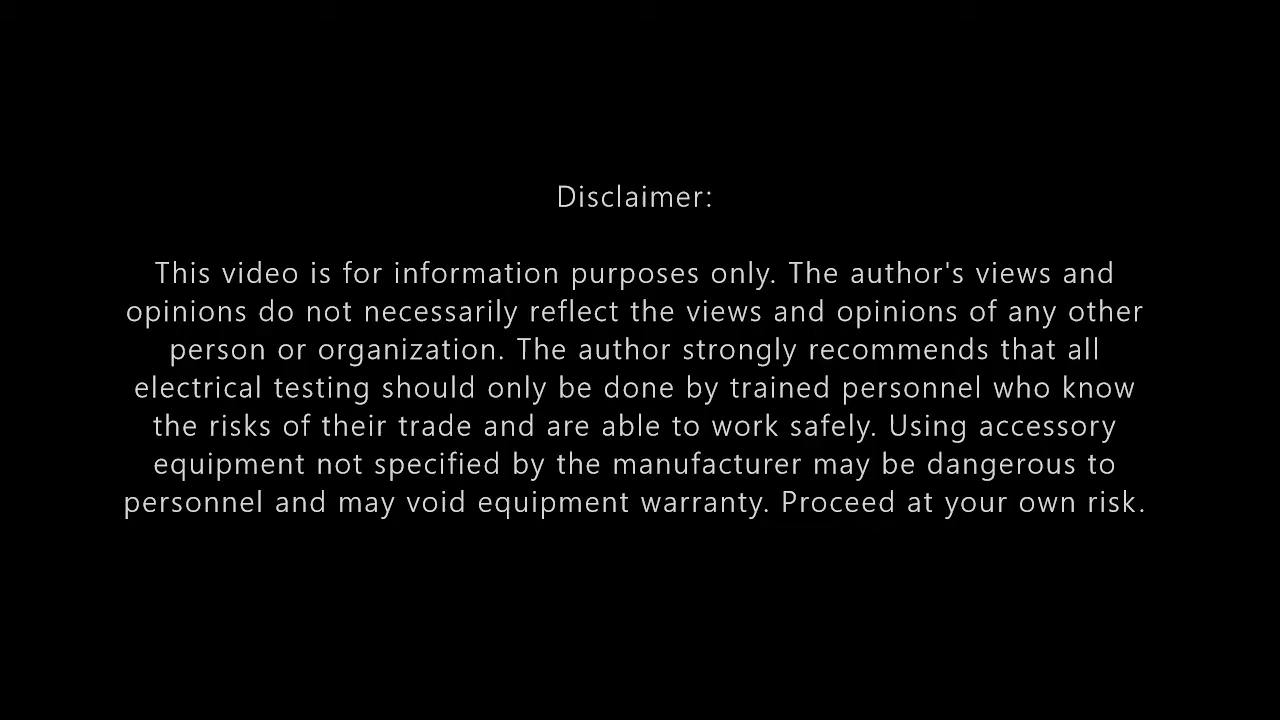 Disclaimer:
This video is for information purposes only. The author's views and
opinions do not necessarily reflect the views and opinions of any other
person or organization. The author strongly recommends that all
electrical testing should only be done by trained personnel who know
the risks of their trade and are able to work safely. Using accessory
equipment not specified by the manufacturer may be dangerous to
personnel and may void equipment warranty. Proceed at your own risk.